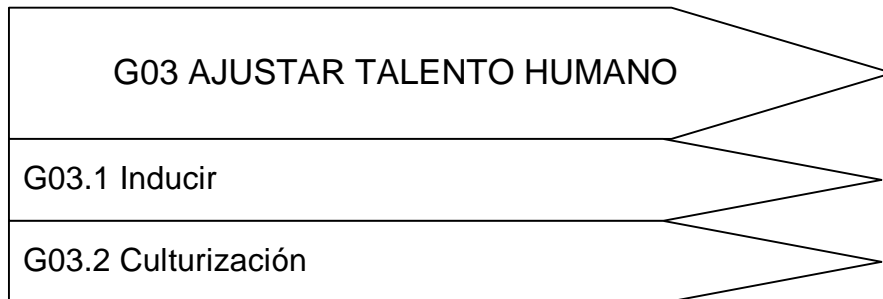 G03 AJUSTAR TALENTO HUMANO
G03.1 Inducir
G03.2 Culturización